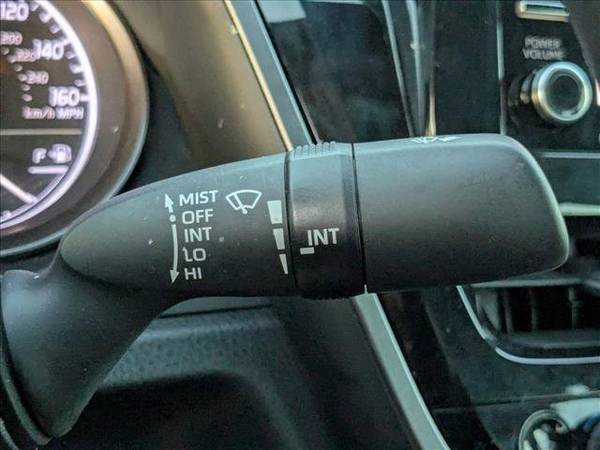 120
140
160
200
220
240
km/h MPH
F
POWER
VOLUME
MIST
OFF
INT
LO
HI
INT